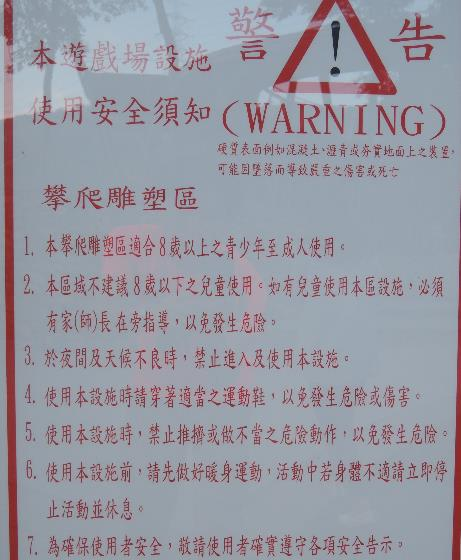 本遊戲場設施
使用安全須知
警告
(WARNING)
硬質表面例如混凝土、瀝青或夯實地面上之裝置，
可能因墜落而導致嚴重之傷害或死亡
攀爬雕塑區
1. 本攀爬雕塑區適合8歲以上之青少年至成人使用。
2. 本區域不建議8歲以下之兒童使用。如有兒童使用本區設施，必須
有家(師)長在旁指導，以免發生危險。
3. 於夜間及天候不良時，禁止進入及使用本設施。
4. 使用本設施時請穿著適當之運動鞋，以免發生危險或傷害。
5. 使用本設施時，禁止推擠或做不當之危險動作，以免發生危險。
6. 使用本設施前，請先做好暖身運動，活動中若身體不適請立即停
止活動並休息。
7. 為確保使用者安全，敬請使用者確實遵守各項安全告示。